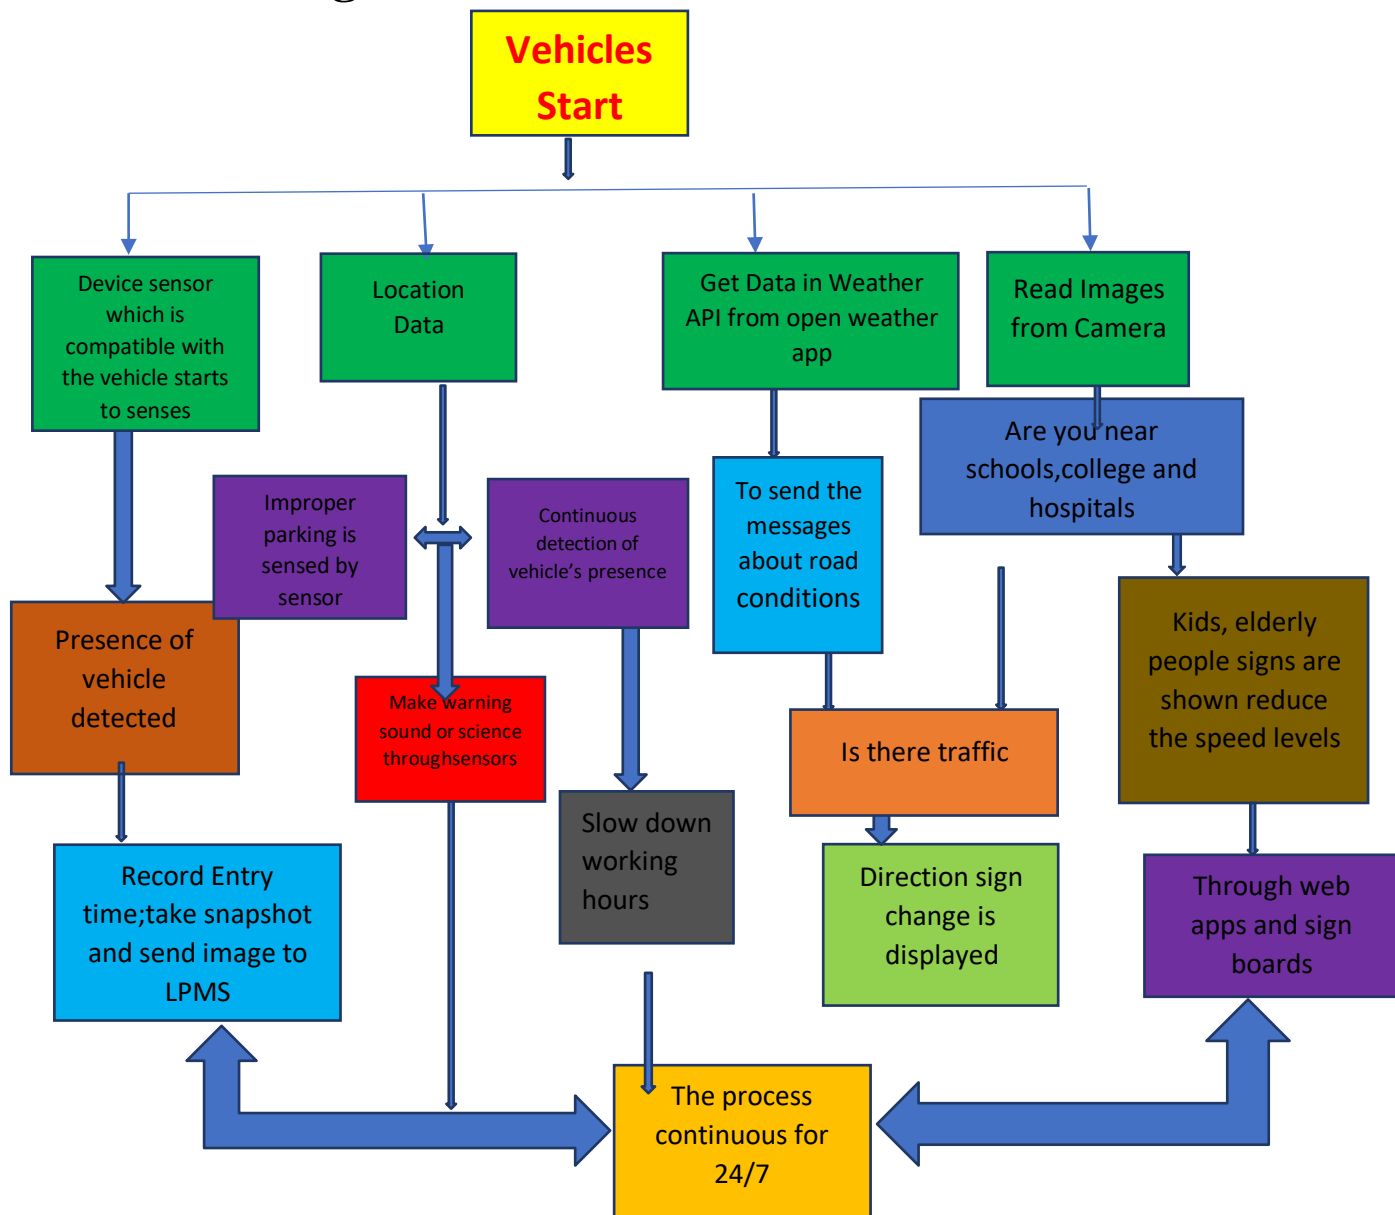 Vehicles
Start
Device sensor
which is
compatible with
the vehicle starts
to senses
Location
Data
Get Data in Weather
API from open weather
app
Read Images
from Camera
Are you near
schools,college and
hospitals
Improper
parking is
sensed by
sensor
Continuous
detection of
vehicle’s presence
To send the
messages
about road
conditions
Presence of
vehicle
detected
Kids, elderly
people signs are
shown reduce
the speed levels
Make warning
sound or science
throughsensors
Is there traffic
Slow down
working
hours
Record Entry
time;take snapshot
and send image to
LPMS
Direction sign
change is
displayed
Through web
apps and sign
boards
The process
continuous for
24/7